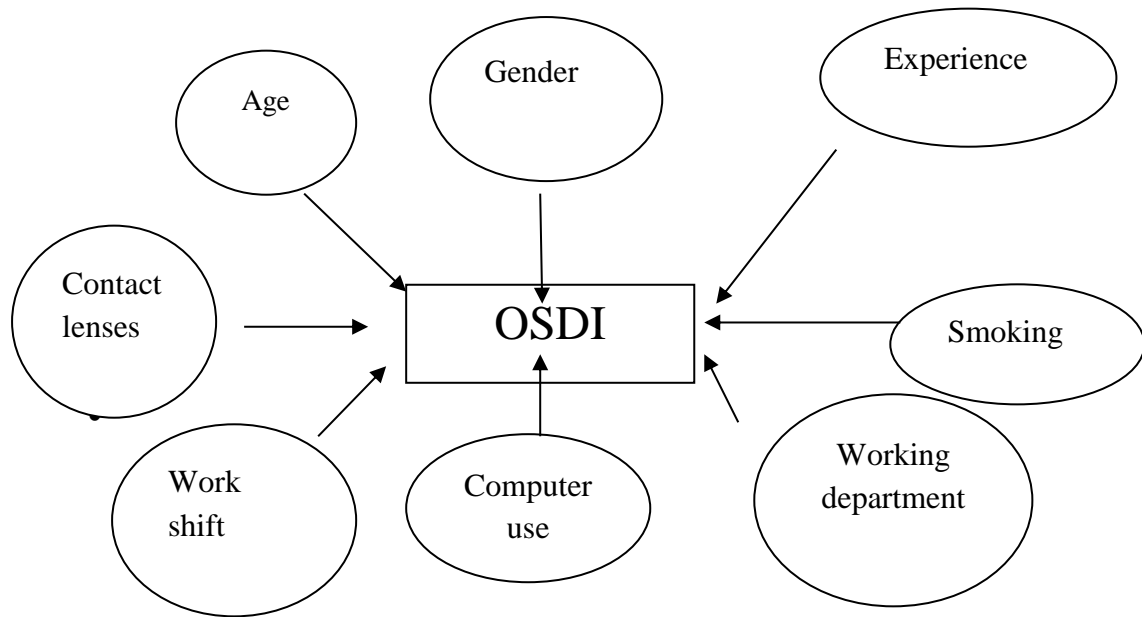 Age
Gender
Experience
Contact
lenses
OSDI
Smoking
Work
shift
Computer
use
Working
department